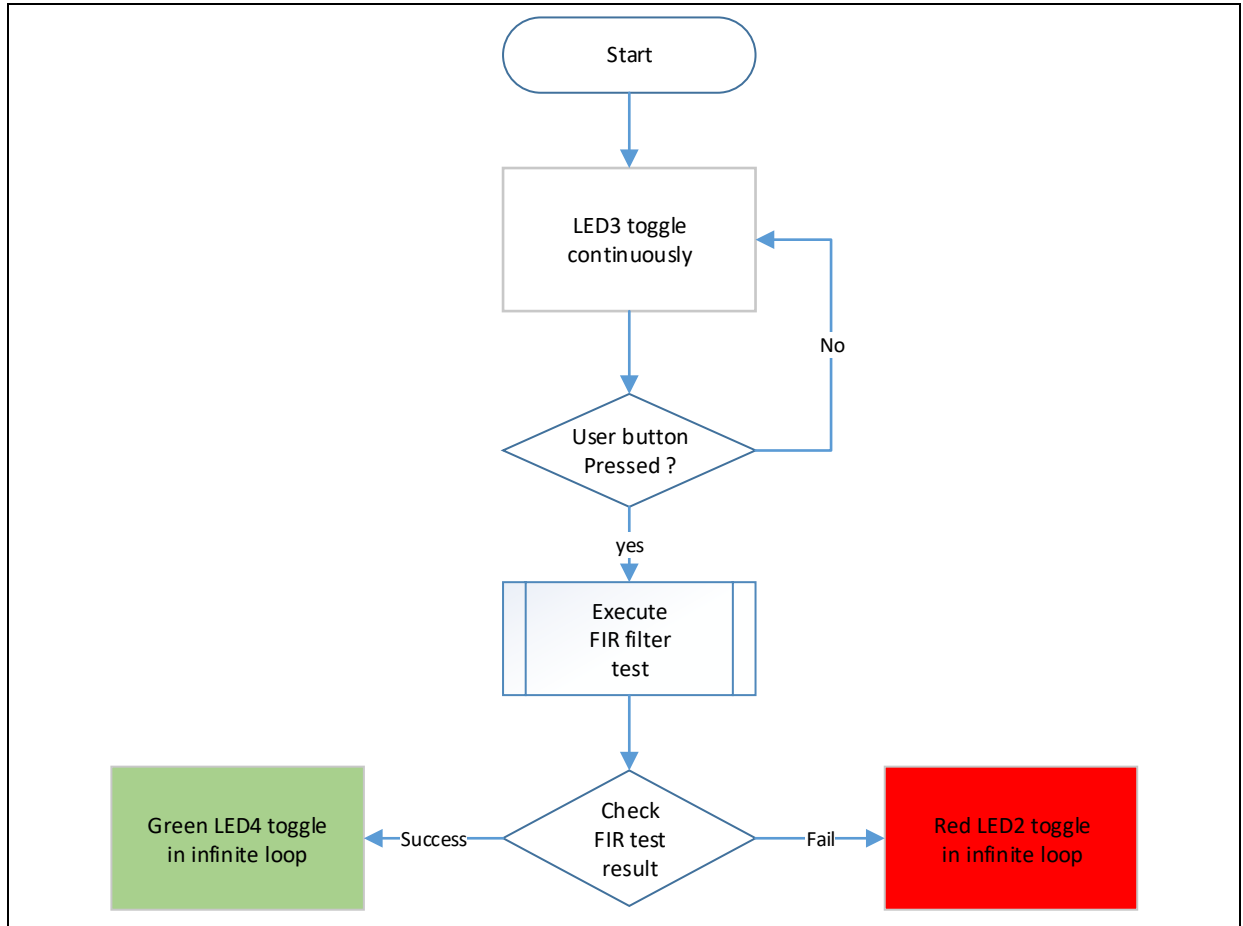 Start
LED3 toggle
continuously
No
User button
Pressed ?
yes
Execute
FIR filter
test
Green LED4 toggle
in infinite loop
Success
Check
FIR test
result
Fail
Red LED2 toggle
in infinite loop